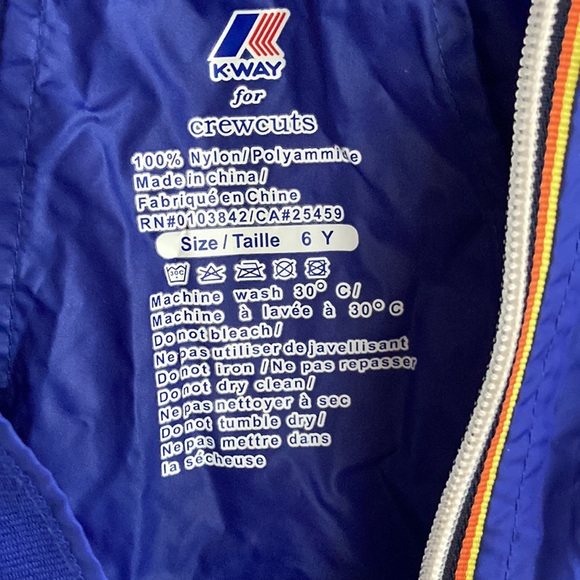 K-WAY
for
crewcuts
100% Nylon/Polyammide
Made in china/
Fabriqué en Chine
RN#0103842/CA#25459
Size / Taille 6 Y
30°C
Machine wash 30° C/
Machine à lavée à 30° C
Do not bleach/
Ne pas utiliser de javellisant
Do not iron / Ne pas repasser
Do not dry clean/
Ne pas nettoyer à sec
Do not tumble dry/
Ne pas mettre dans
la sécheuse